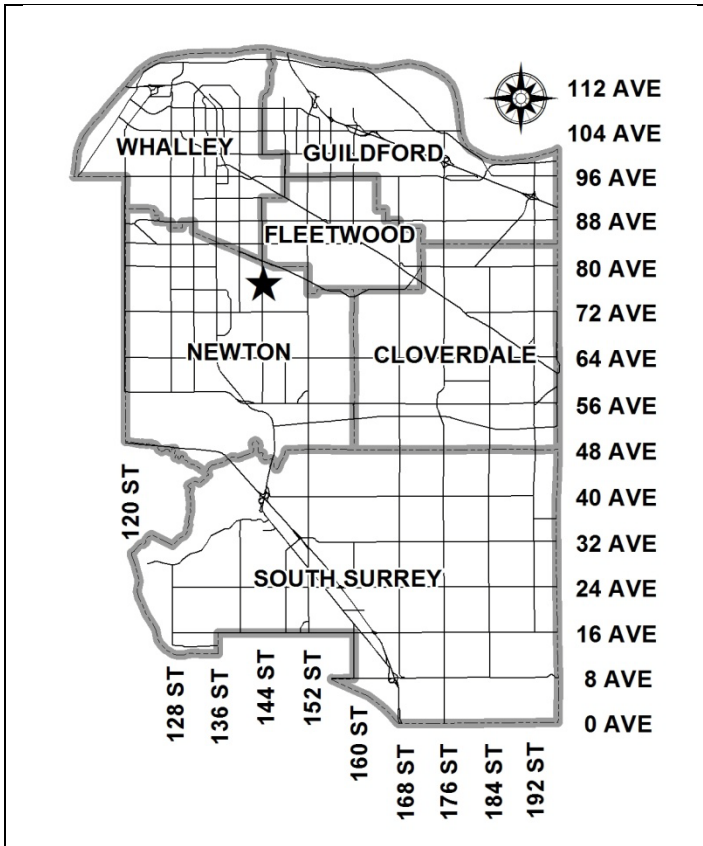 112 AVE
104 AVE
WHALLEY
GUILDFORD
96 AVE
88 AVE
FLEETWOOD
80 AVE
72 AVE
NEWTON
CLOVERDALE
64 AVE
56 AVE
48 AVE
120 ST
40 AVE
32 AVE
SOUTH SURREY
24 AVE
16 AVE
8 AVE
0 AVE
128 ST
136 ST
144 ST
152 ST
160 ST
168 ST
176 ST
184 ST
192 ST